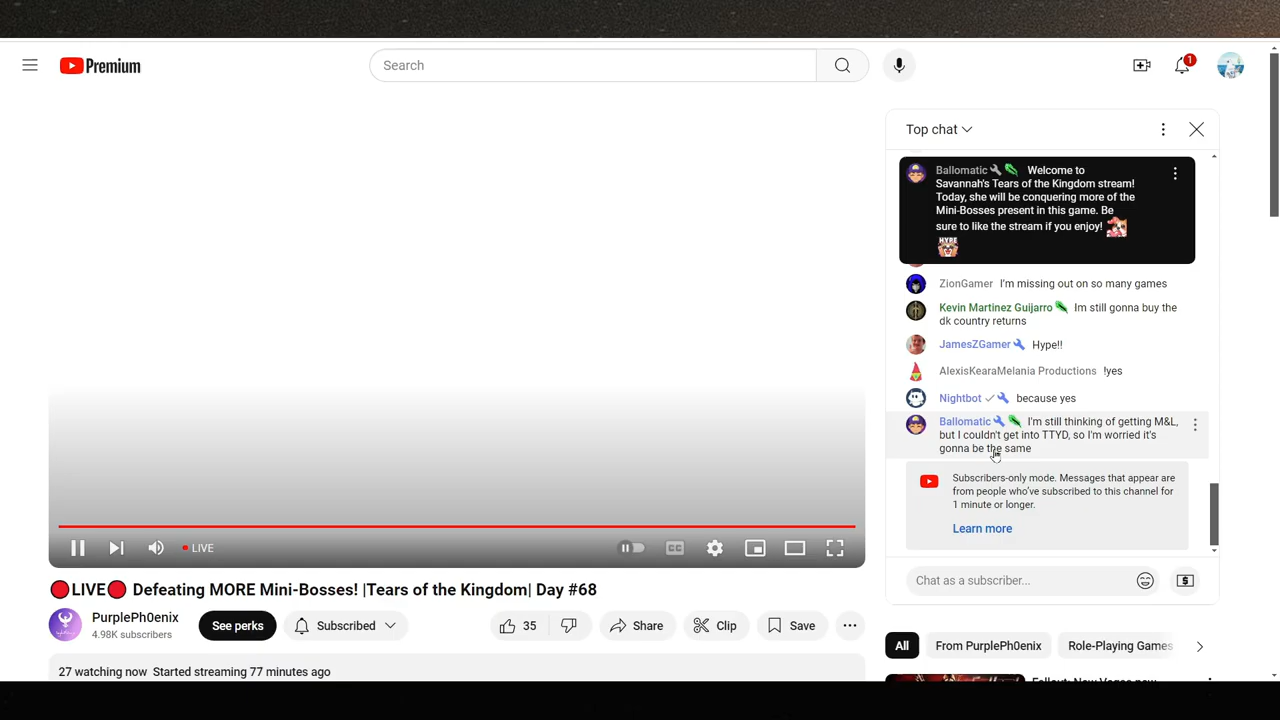 Premium
Search
1
Top chat
Ballomatic Welcome to
Savannah's Tears of the Kingdom stream!
Today, she will be conquering more of the
Mini-Bosses present in this game. Be
sure to like the stream if you enjoy!
HYPE
ZionGamer I'm missing out on so many games
Kevin Martinez Guijarro Im still gonna buy the
dk country returns
JamesZGamer Hype!!
AlexisKearaMelania Productions !yes
Nightbot because yes
Ballomatic I'm still thinking of getting M&L,
but I couldn't get into TTYD, so I'm worried it's
gonna be the same
Subscribers-only mode. Messages that appear are
from people who've subscribed to this channel for
1 minute or longer.
Learn more
Chat as a subscriber...
LIVE
CC
🔴LIVE🔴 Defeating MORE Mini-Bosses! |Tears of the Kingdom| Day #68
PurplePh0enix
4.98K subscribers
See perks
Subscribed
35
Share
Clip
Save
27 watching now Started streaming 77 minutes ago
All
From PurplePh0enix
Role-Playing Games